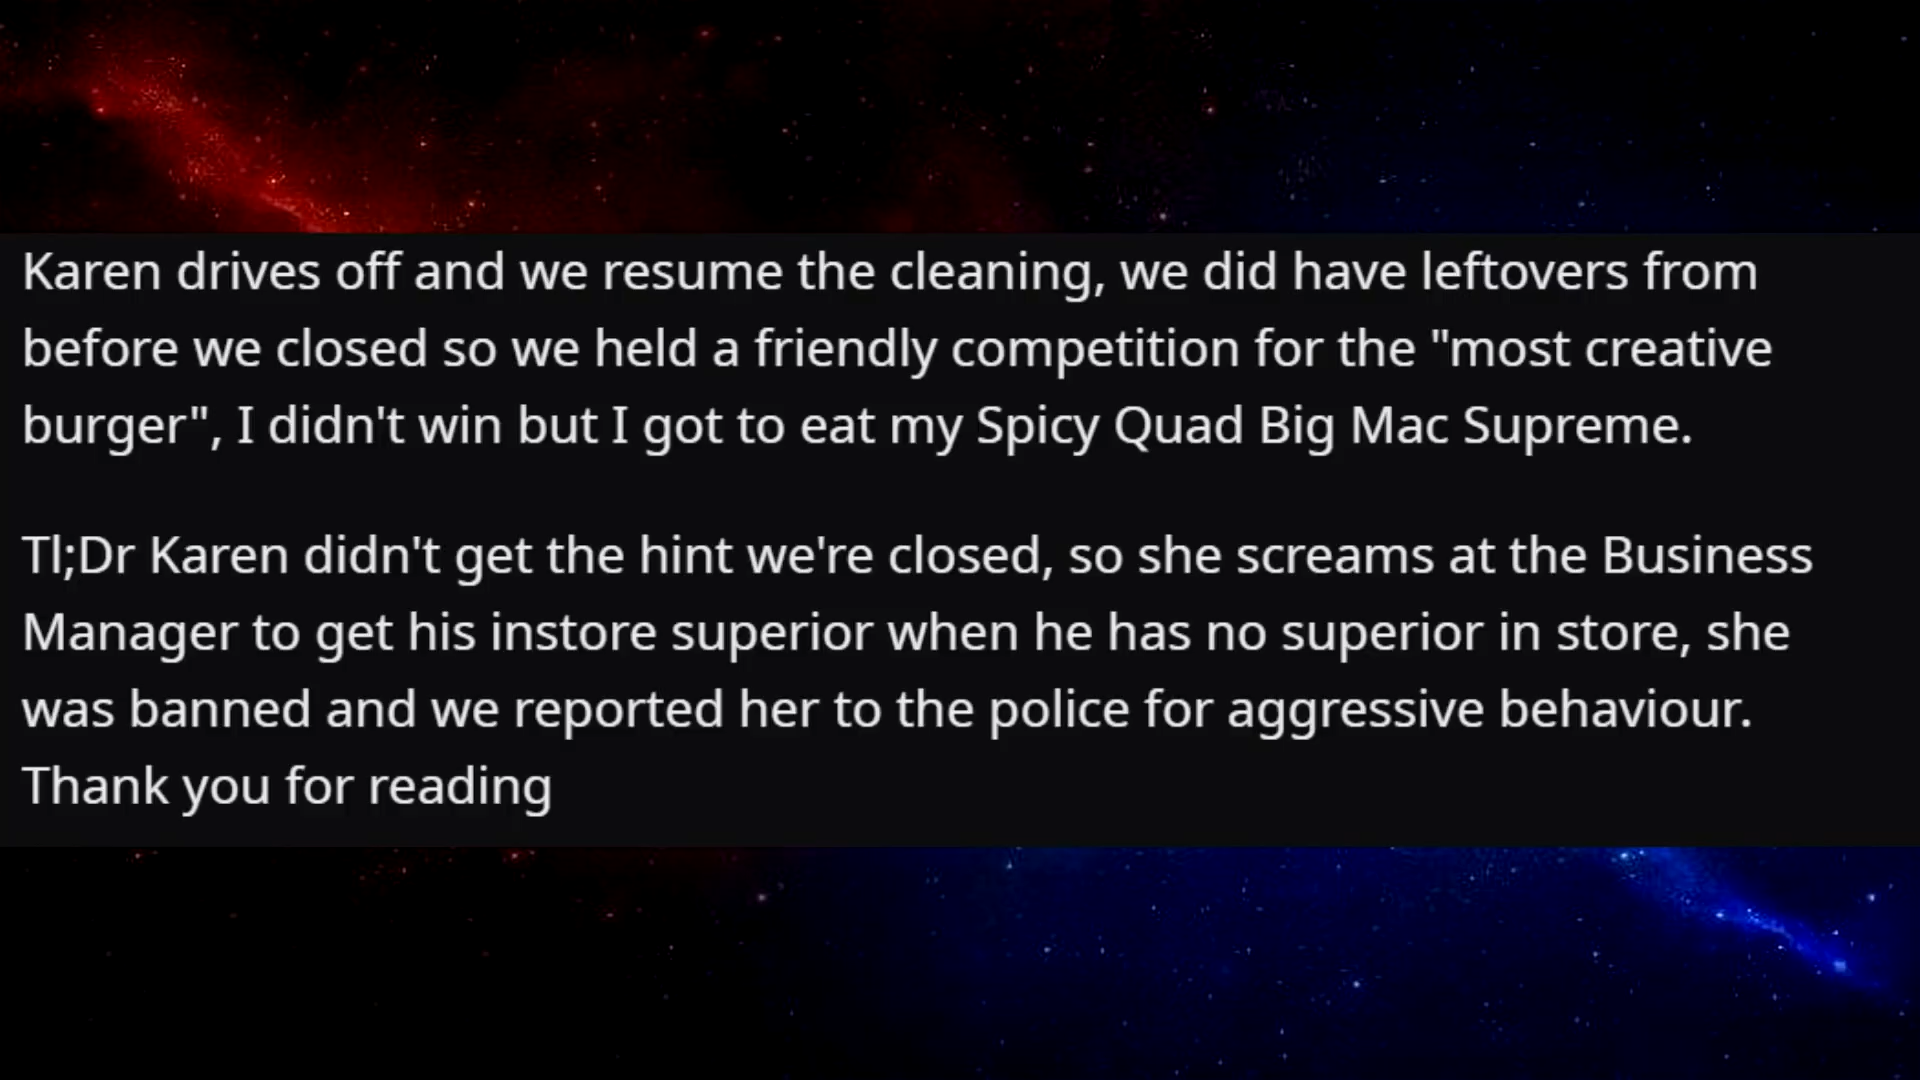 Karen drives off and we resume the cleaning, we did have leftovers from
before we closed so we held a friendly competition for the "most creative
burger", I didn't win but I got to eat my Spicy Quad Big Mac Supreme.
Tl;Dr Karen didn't get the hint we're closed, so she screams at the Business
Manager to get his instore superior when he has no superior in store, she
was banned and we reported her to the police for aggressive behaviour.
Thank you for reading